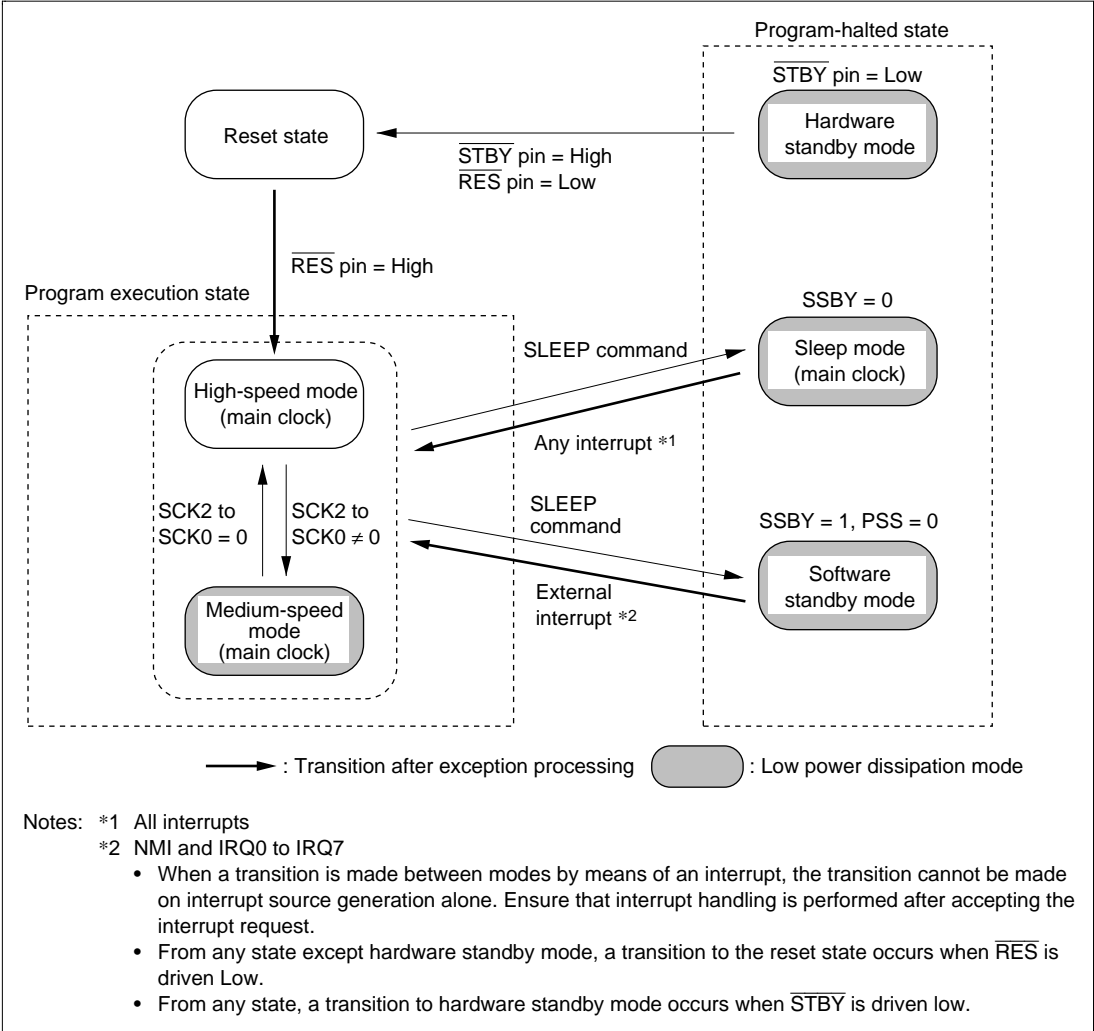 Program-halted state
S̅T̅B̅Y̅ pin = Low
Hardware
standby mode
Reset state
S̅T̅B̅Y̅ pin = High
R̅E̅S̅ pin = Low
R̅E̅S̅ pin = High
Program execution state
SSBY = 0
SLEEP command
Sleep mode
(main clock)
High-speed mode
(main clock)
Any interrupt *1
SCK2 to
SCK0 = 0
SCK2 to
SCK0 ≠ 0
SLEEP
command
SSBY = 1, PSS = 0
Software
standby mode
External
interrupt *2
Medium-speed
mode
(main clock)
: Transition after exception processing
: Low power dissipation mode
Notes: *1 All interrupts
*2 NMI and IRQ0 to IRQ7
• When a transition is made between modes by means of an interrupt, the transition cannot be made
on interrupt source generation alone. Ensure that interrupt handling is performed after accepting the
interrupt request.
• From any state except hardware standby mode, a transition to the reset state occurs when R̅E̅S̅ is
driven Low.
• From any state, a transition to hardware standby mode occurs when S̅T̅B̅Y̅ is driven low.